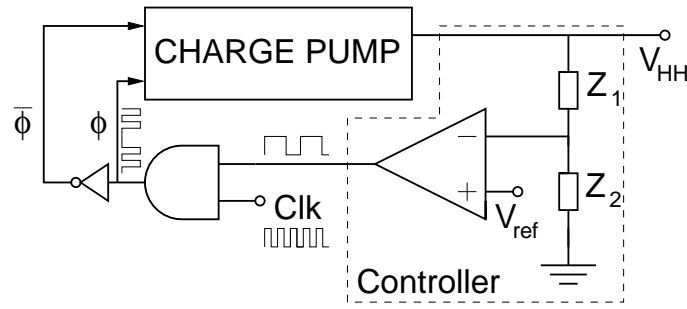 CHARGE PUMP
V_HH
Z_1
ϕ̅
ϕ
−
+
Z_2
Clk
V_ref
Controller